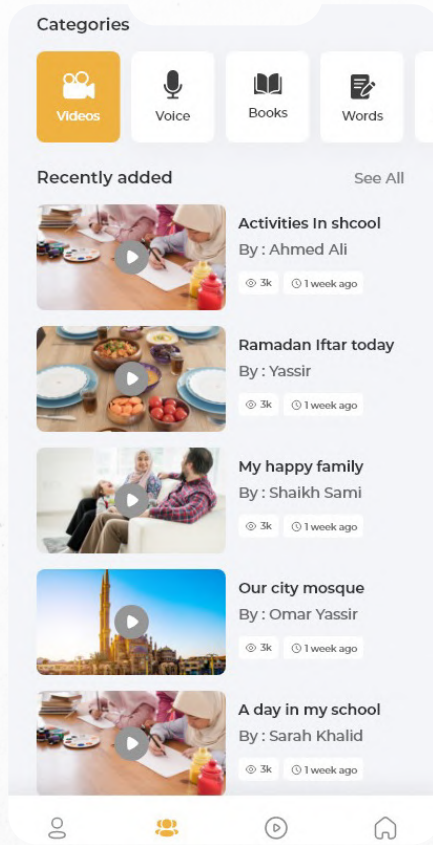 Categories
Videos
Voice
Books
Words
Recently added
See All
Activities In shcool
By : Ahmed Ali
3k
1 week ago
Ramadan Iftar today
By : Yassir
3k
1 week ago
My happy family
By : Shaikh Sami
3k
1 week ago
Our city mosque
By : Omar Yassir
3k
1 week ago
A day in my school
By : Sarah Khalid
3k
1 week ago